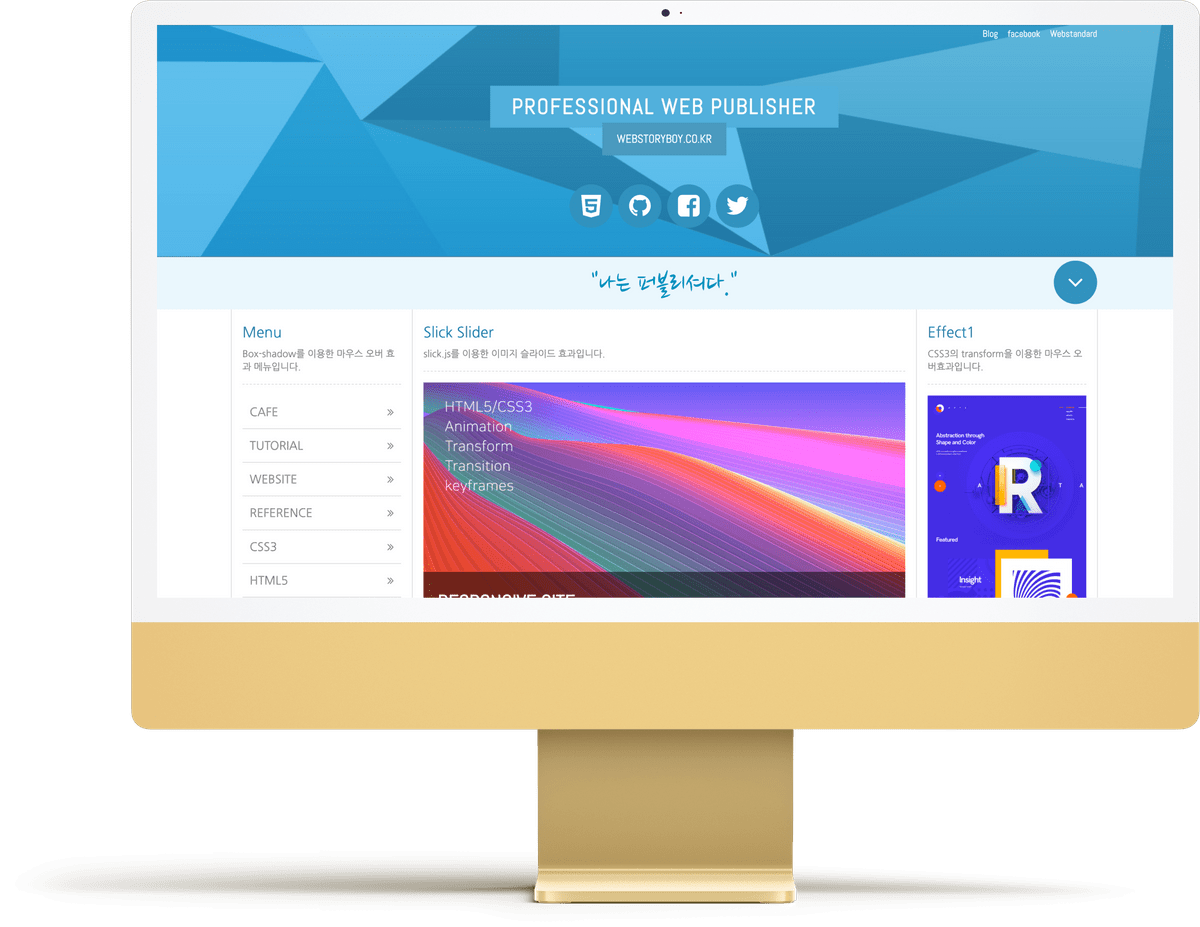 Blog facebook Webstandard
PROFESSIONAL WEB PUBLISHER
WEBSTORYBOY.CO.KR
"나는 퍼블리셔다."
Menu
Box-shadow를 이용한 마우스 오버 효
과 메뉴입니다.
CAFE
TUTORIAL
WEBSITE
REFERENCE
CSS3
HTML5
Slick Slider
slick.js를 이용한 이미지 슬라이드 효과입니다.
HTML5/CSS3
Animation
Transform
Transition
keyframes
RESPONSIVE SITE
Effect1
CSS3의 transform을 이용한 마우스 오
버효과입니다.
Abstraction through
Shape and Color
A R T A
Featured
Insight